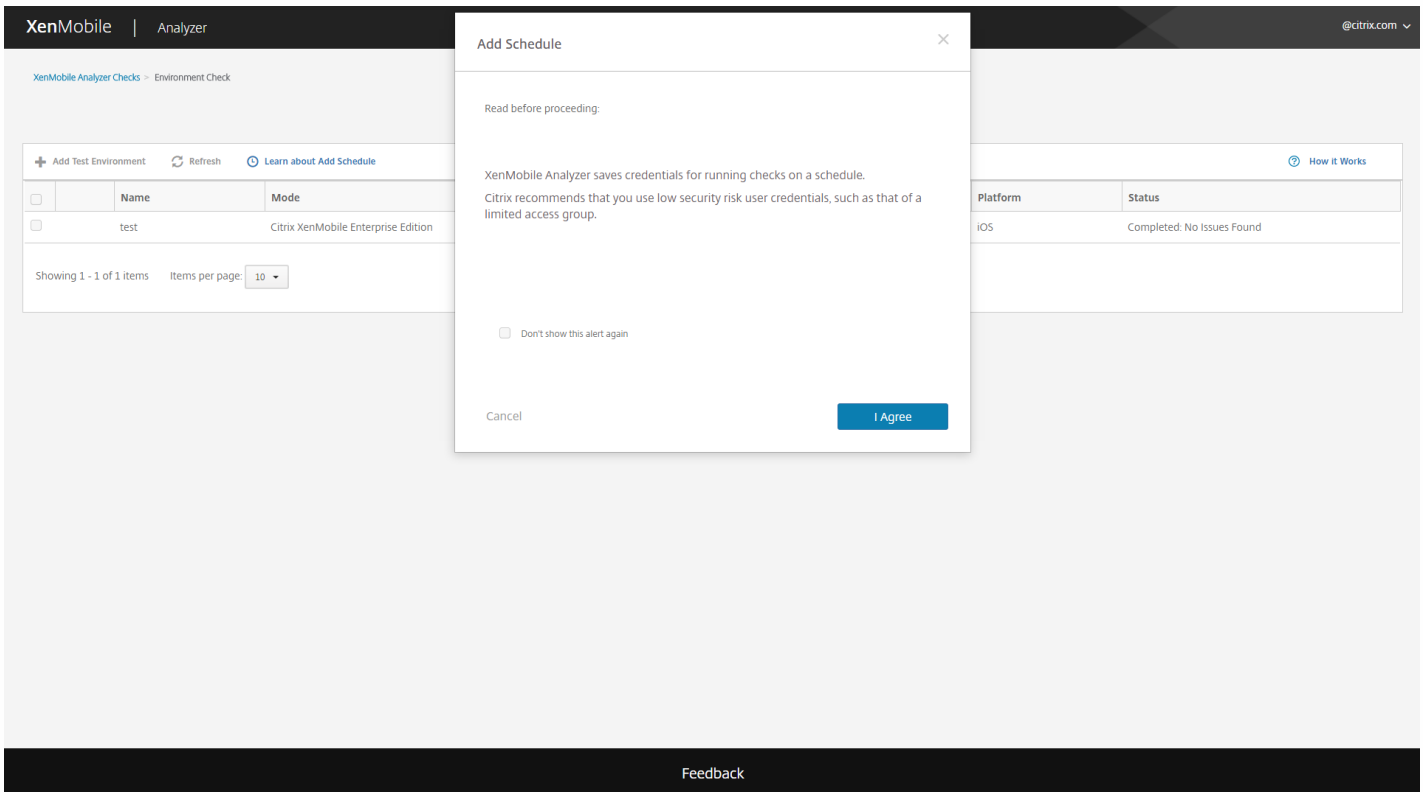 XenMobile | Analyzer
@citrix.com
XenMobile Analyzer Checks > Environment Check
Add Schedule
Read before proceeding:
XenMobile Analyzer saves credentials for running checks on a schedule.
Citrix recommends that you use low security risk user credentials, such as that of a
limited access group.
Don't show this alert again
Cancel
I Agree
Add Test Environment Refresh Learn about Add Schedule How it Works
Name Mode Platform Status
test Citrix XenMobile Enterprise Edition iOS Completed: No Issues Found
Showing 1 - 1 of 1 items Items per page: 10
Feedback